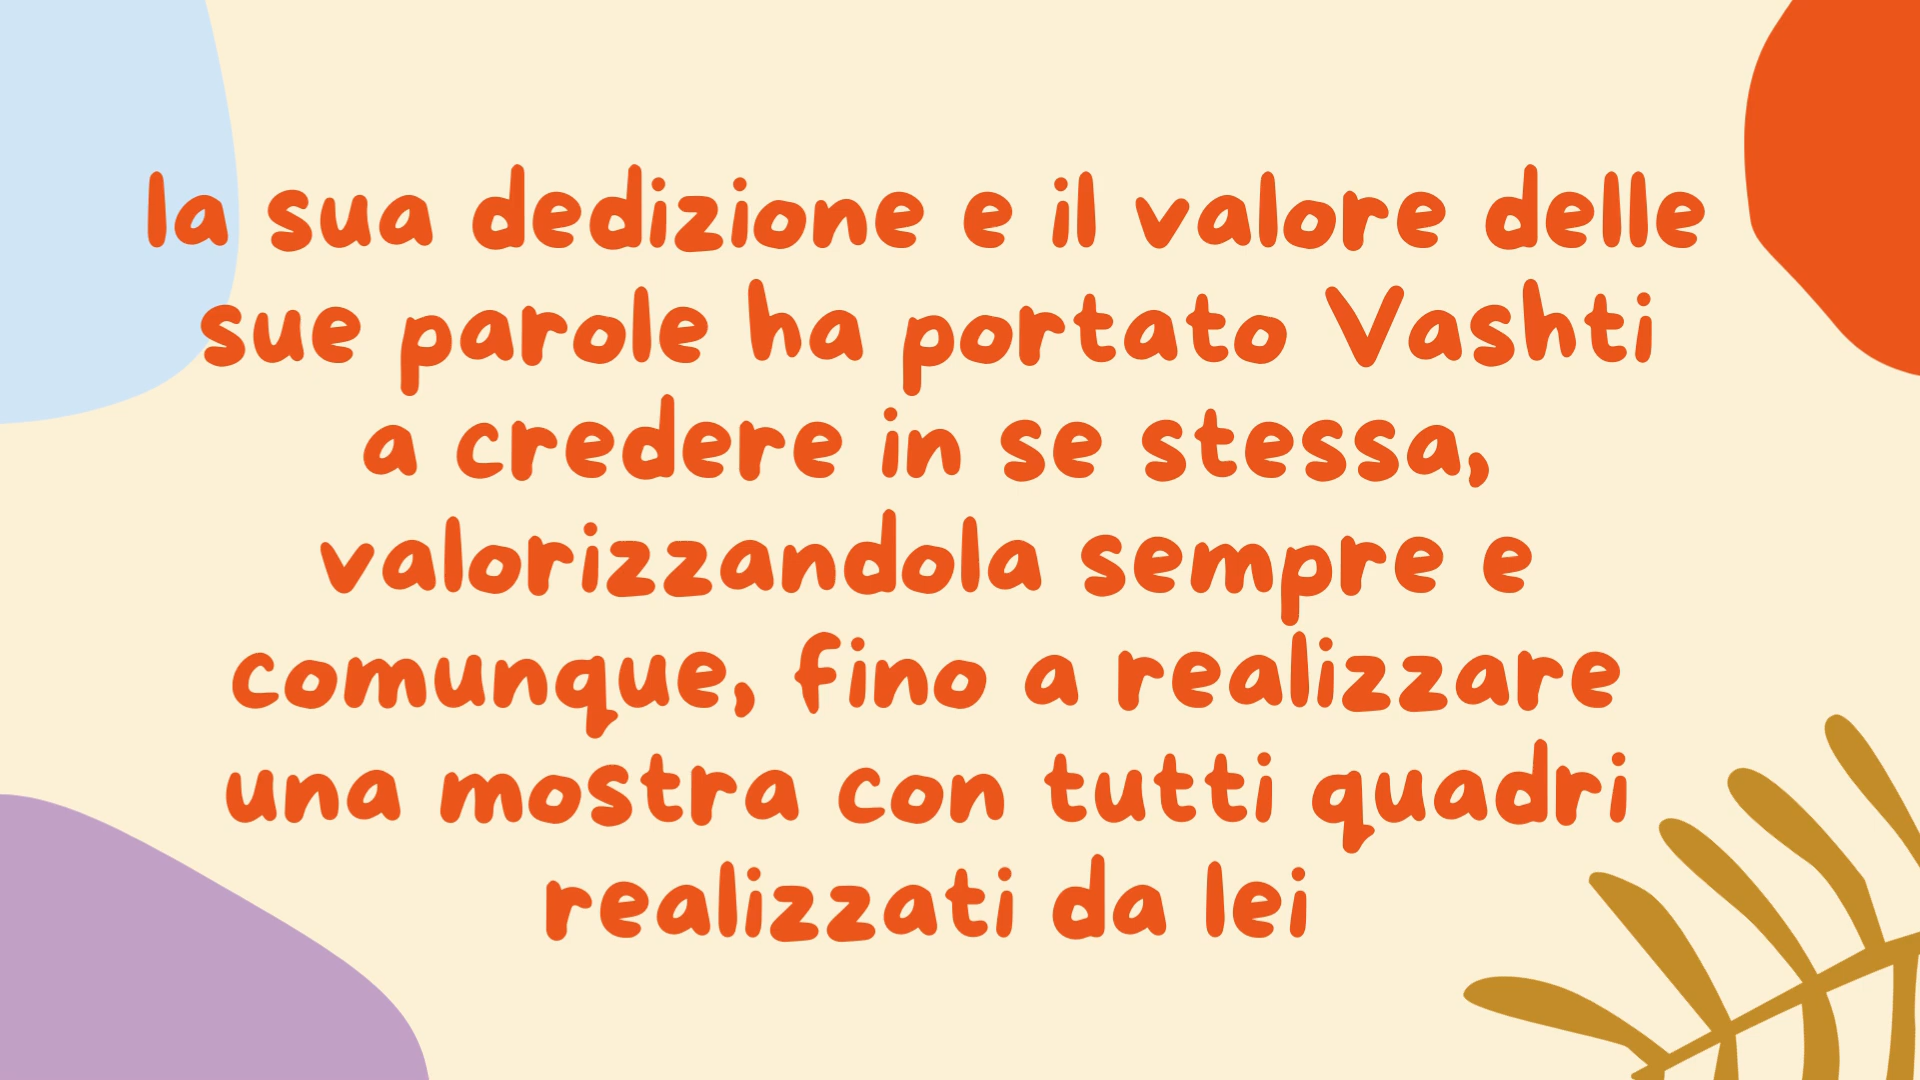 la sua dedizione e il valore delle
sue parole ha portato Vashti
a credere in se stessa,
valorizzandola sempre e
comunque, fino a realizzare
una mostra con tutti quadri
realizzati da lei